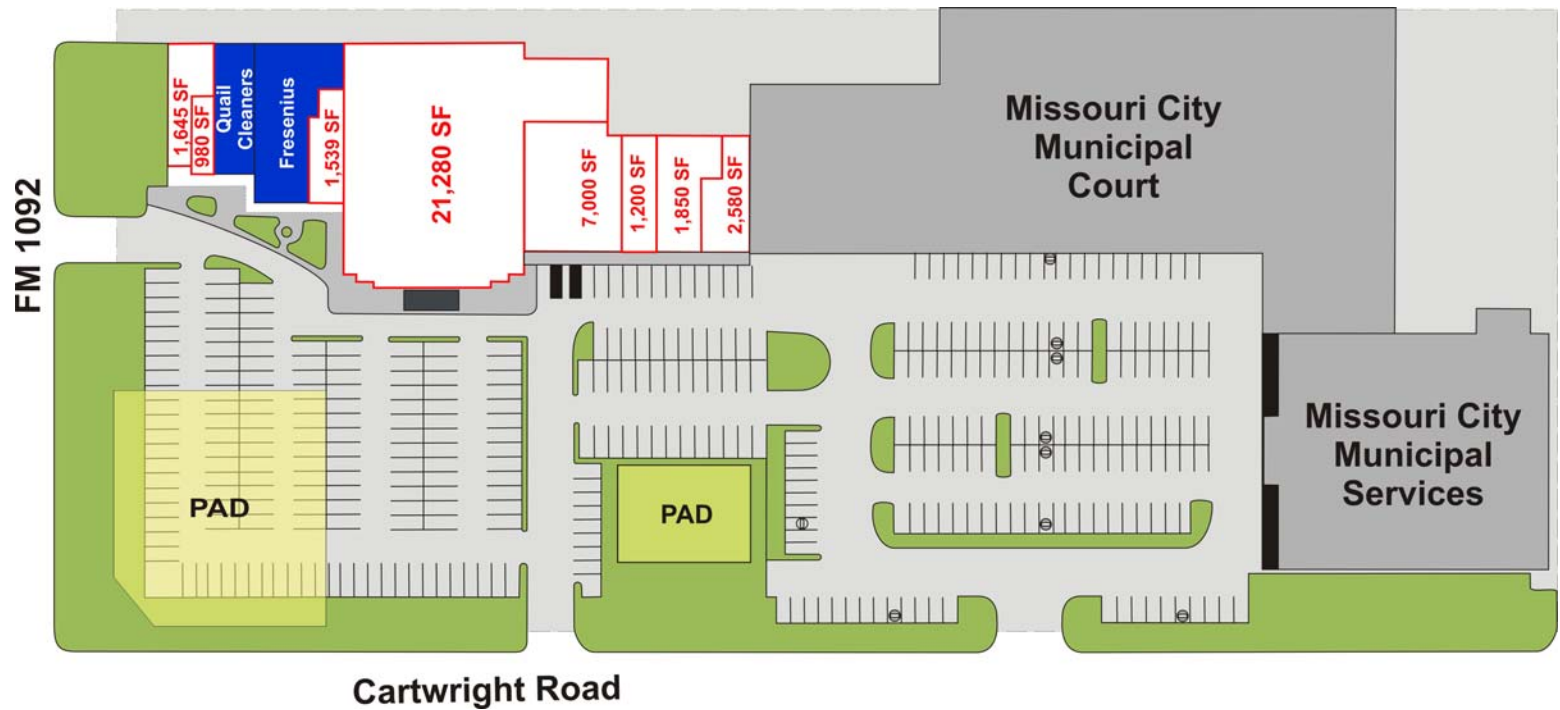 1,645 SF
980 SF
Quail
Cleaners
Fresenius
1,539 SF
21,280 SF
7,000 SF
1,200 SF
1,850 SF
2,580 SF
Missouri City
Municipal
Court
Missouri City
Municipal
Services
FM 1092
PAD
PAD
Cartwright Road